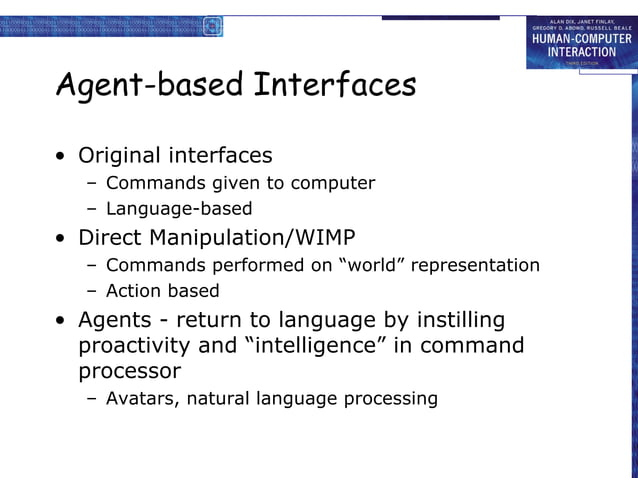 ALAN DIX, JANET FINLAY,
GREGORY D. ABOWD, RUSSELL BEALE
HUMAN-COMPUTER
INTERACTION
THIRD EDITION
Agent-based Interfaces
• Original interfaces
– Commands given to computer
– Language-based
• Direct Manipulation/WIMP
– Commands performed on “world” representation
– Action based
• Agents - return to language by instilling
proactivity and “intelligence” in command
processor
– Avatars, natural language processing